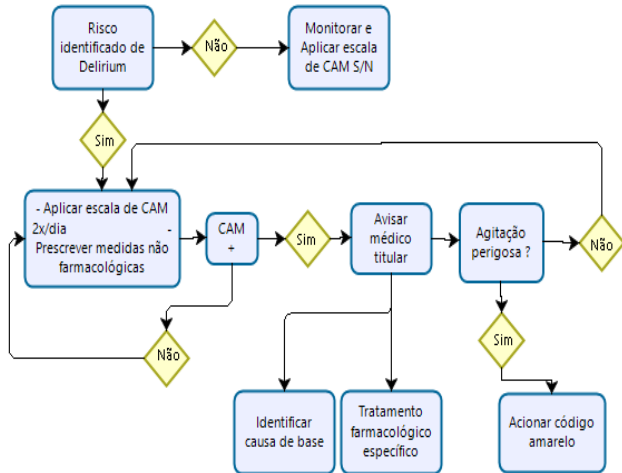 Risco
identificado de
Delirium
Não
Monitorar e
Aplicar escala
de CAM S/N
Sim
- Aplicar escala de CAM
2x/dia -
Prescrever medidas não
farmacológicas
CAM
+
Sim
Avisar
médico
titular
Agitação
perigosa ?
Não
Não
Sim
Identificar
causa de base
Tratamento
farmacológico
específico
Acionar código
amarelo